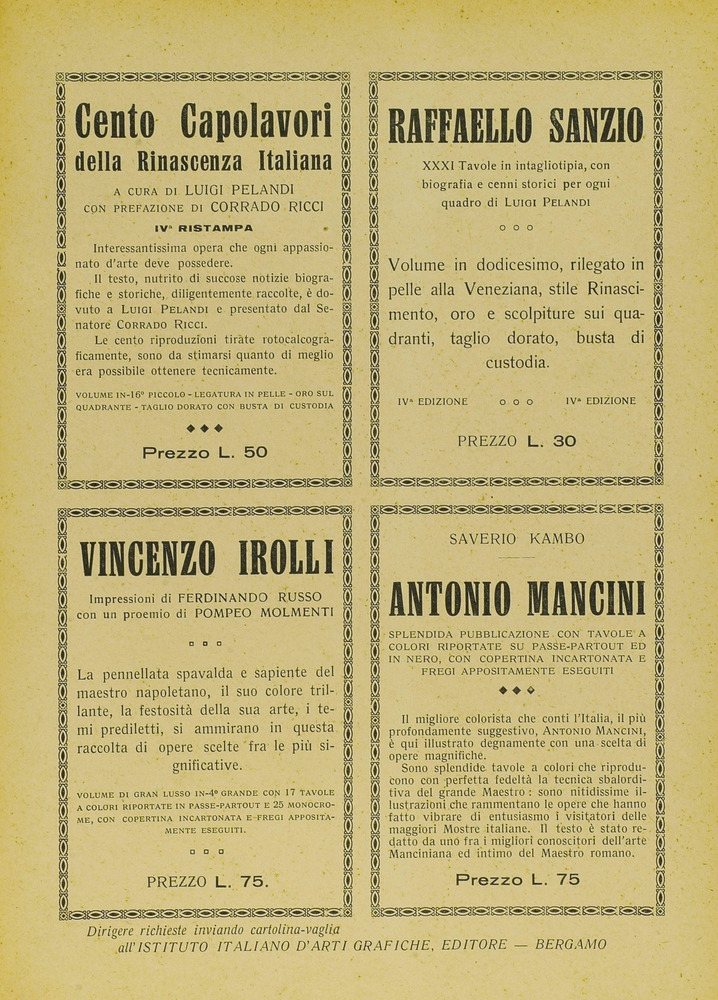 Cento Capolavori
della Rinascenza Italiana
A CURA DI LUIGI PELANDI
CON PREFAZIONE DI CORRADO RICCI
IVª RISTAMPA
Interessantissima opera che ogni appassio-
nato d'arte deve possedere.
Il testo, nutrito di succose notizie biogra-
fiche e storiche, diligentemente raccolte, è do-
vuto a LUIGI PELANDI e presentato dal Se-
natore CORRADO RICCI.
Le cento riproduzioni tirate rotocalcogra-
ficamente, sono da stimarsi quanto di meglio
era possibile ottenere tecnicamente.
VOLUME IN-16º PICCOLO - LEGATURA IN PELLE - ORO SUL
QUADRANTE - TAGLIO DORATO CON BUSTA DI CUSTODIA
Prezzo L. 50
RAFFAELLO SANZIO
XXXI Tavole in intagliotipia, con
biografia e cenni storici per ogni
quadro di LUIGI PELANDI
Volume in dodicesimo, rilegato in
pelle alla Veneziana, stile Rinasci-
mento, oro e scolpiture sui qua-
dranti, taglio dorato, busta di
custodia.
IVª EDIZIONE o o o IVª EDIZIONE
PREZZO L. 30
VINCENZO IROLLI
Impressioni di FERDINANDO RUSSO
con un proemio di POMPEO MOLMENTI
La pennellata spavalda e sapiente del
maestro napoletano, il suo colore tril-
lante, la festosità della sua arte, i te-
mi prediletti, si ammirano in questa
raccolta di opere scelte fra le più si-
gnificative.
VOLUME DI GRAN LUSSO IN-4º GRANDE CON 17 TAVOLE
A COLORI RIPORTATE IN PASSE-PARTOUT E 25 MONOCRO-
ME, CON COPERTINA INCARTONATA E FREGI APPOSITA-
MENTE ESEGUITI.
PREZZO L. 75.
SAVERIO KAMBO
ANTONIO MANCINI
SPLENDIDA PUBBLICAZIONE CON TAVOLE A
COLORI RIPORTATE SU PASSE-PARTOUT ED
IN NERO, CON COPERTINA INCARTONATA E
FREGI APPOSITAMENTE ESEGUITI
Il migliore colorista che conti l'Italia, il più
profondamente suggestivo, ANTONIO MANCINI,
è qui illustrato degnamente con una scelta di
opere magnifiche.
Sono splendide tavole a colori che riprodu-
cono con perfetta fedeltà la tecnica sbalordi-
tiva del grande Maestro : sono nitidissime il-
lustrazioni che rammentano le opere che hanno
fatto vibrare di entusiasmo i visitatori delle
maggiori Mostre italiane. Il testo è stato re-
datto da uno fra i migliori conoscitori dell'arte
Manciniana ed intimo del Maestro romano.
Prezzo L. 75
Dirigere richieste inviando cartolina-vaglia
all'ISTITUTO ITALIANO D'ARTI GRAFICHE, EDITORE — BERGAMO